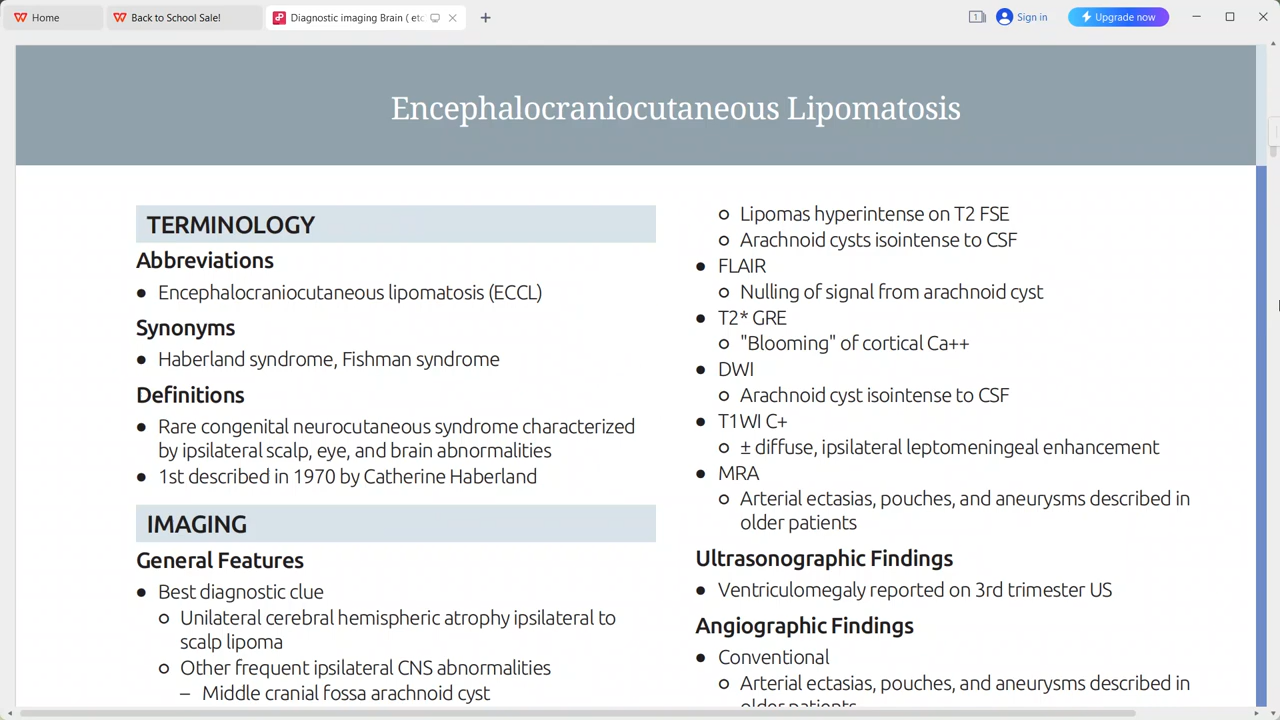 Home
Back to School Sale!
Diagnostic imaging Brain ( etc
1
Sign in
Upgrade now
Encephalocraniocutaneous Lipomatosis
TERMINOLOGY
Abbreviations
● Encephalocraniocutaneous lipomatosis (ECCL)
Synonyms
● Haberland syndrome, Fishman syndrome
Definitions
● Rare congenital neurocutaneous syndrome characterized
by ipsilateral scalp, eye, and brain abnormalities
● 1st described in 1970 by Catherine Haberland
IMAGING
General Features
● Best diagnostic clue
○ Unilateral cerebral hemispheric atrophy ipsilateral to
scalp lipoma
○ Other frequent ipsilateral CNS abnormalities
– Middle cranial fossa arachnoid cyst
○ Lipomas hyperintense on T2 FSE
○ Arachnoid cysts isointense to CSF
● FLAIR
○ Nulling of signal from arachnoid cyst
● T2* GRE
○ "Blooming" of cortical Ca++
● DWI
○ Arachnoid cyst isointense to CSF
● T1WI C+
○ ± diffuse, ipsilateral leptomeningeal enhancement
● MRA
○ Arterial ectasias, pouches, and aneurysms described in
older patients
Ultrasonographic Findings
● Ventriculomegaly reported on 3rd trimester US
Angiographic Findings
● Conventional
○ Arterial ectasias, pouches, and aneurysms described in
older patients